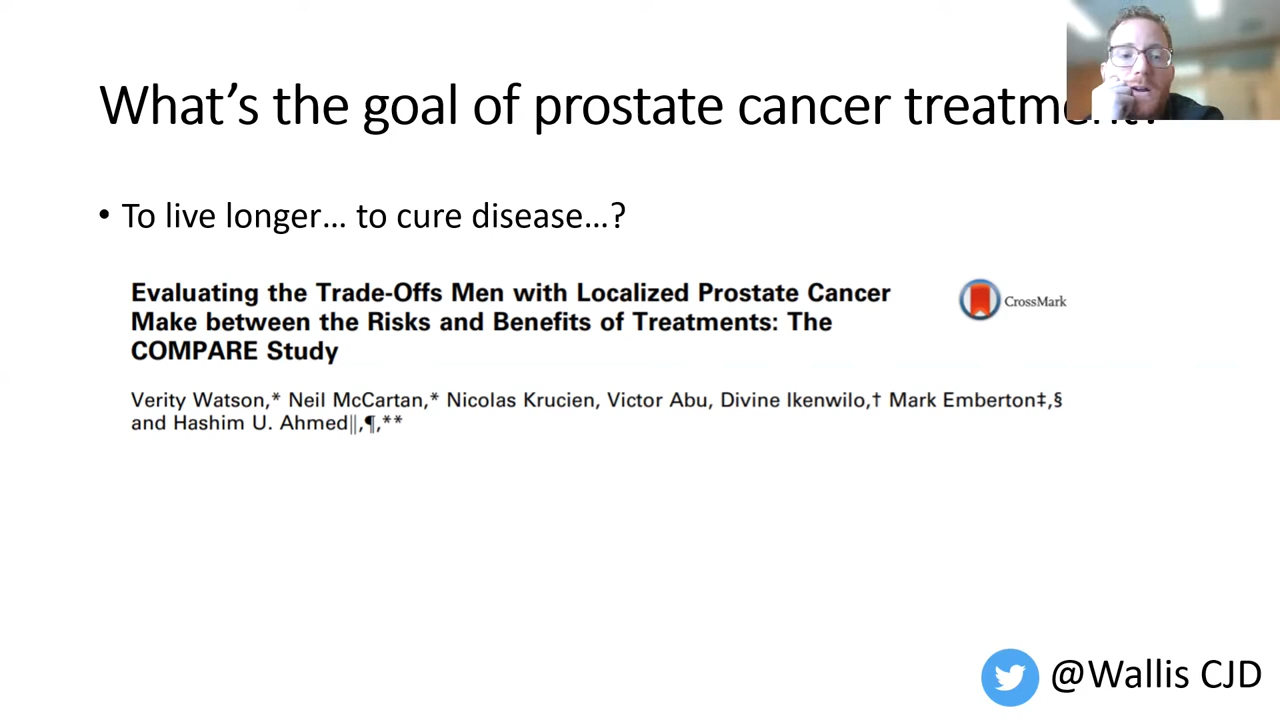 What's the goal of prostate cancer treatment?
• To live longer… to cure disease…?
Evaluating the Trade-Offs Men with Localized Prostate Cancer
Make between the Risks and Benefits of Treatments: The
COMPARE Study
CrossMark
Verity Watson,* Neil McCartan,* Nicolas Krucien, Victor Abu, Divine Ikenwilo,† Mark Emberton‡,§
and Hashim U. Ahmed||,¶,**
@Wallis CJD